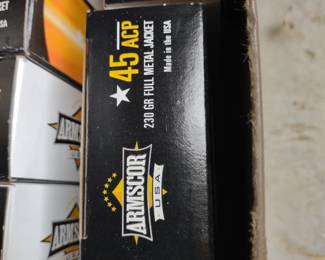 45 ACP
230 GR FULL METAL JACKET
Made in the USA
ARMSCOR
USA
ARMSCOR
ARMSCOR